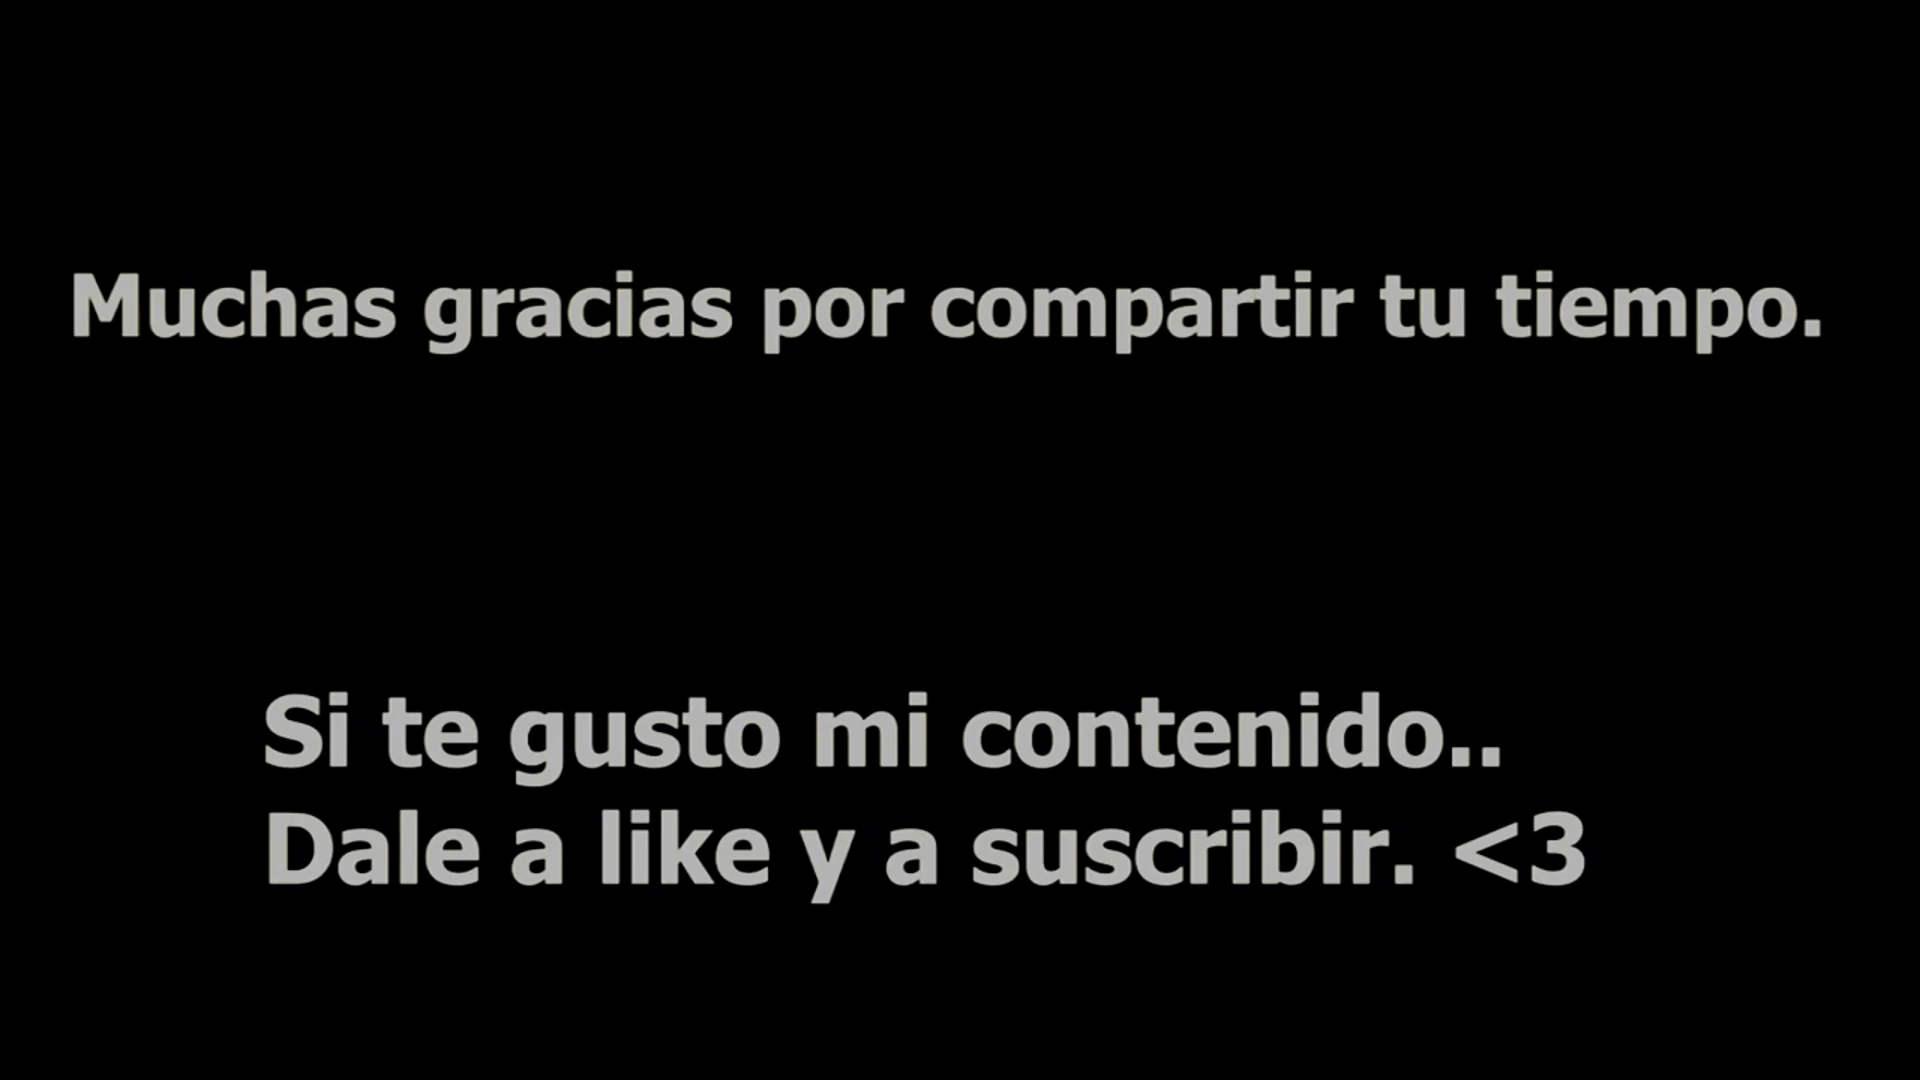 Muchas gracias por compartir tu tiempo.
Si te gusto mi contenido..
Dale a like y a suscribir. <3